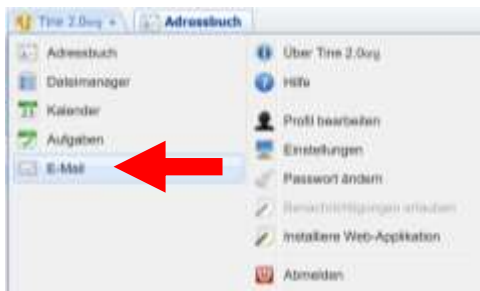 Tine 2.0org
Adressbuch
Adressbuch
Dateimanager
Kalender
Aufgaben
E-Mail
Über Tine 2.0org
Hilfe
Profil bearbeiten
Einstellungen
Passwort ändern
Benachrichtigungen erlauben
Installiere Web-Applikation
Abmelden